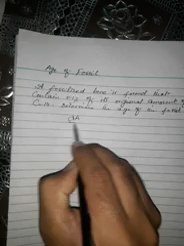 Age of Fossil
A fossilized bone is found that
contain of its original amount of
C-14. Determine the age of the fossil